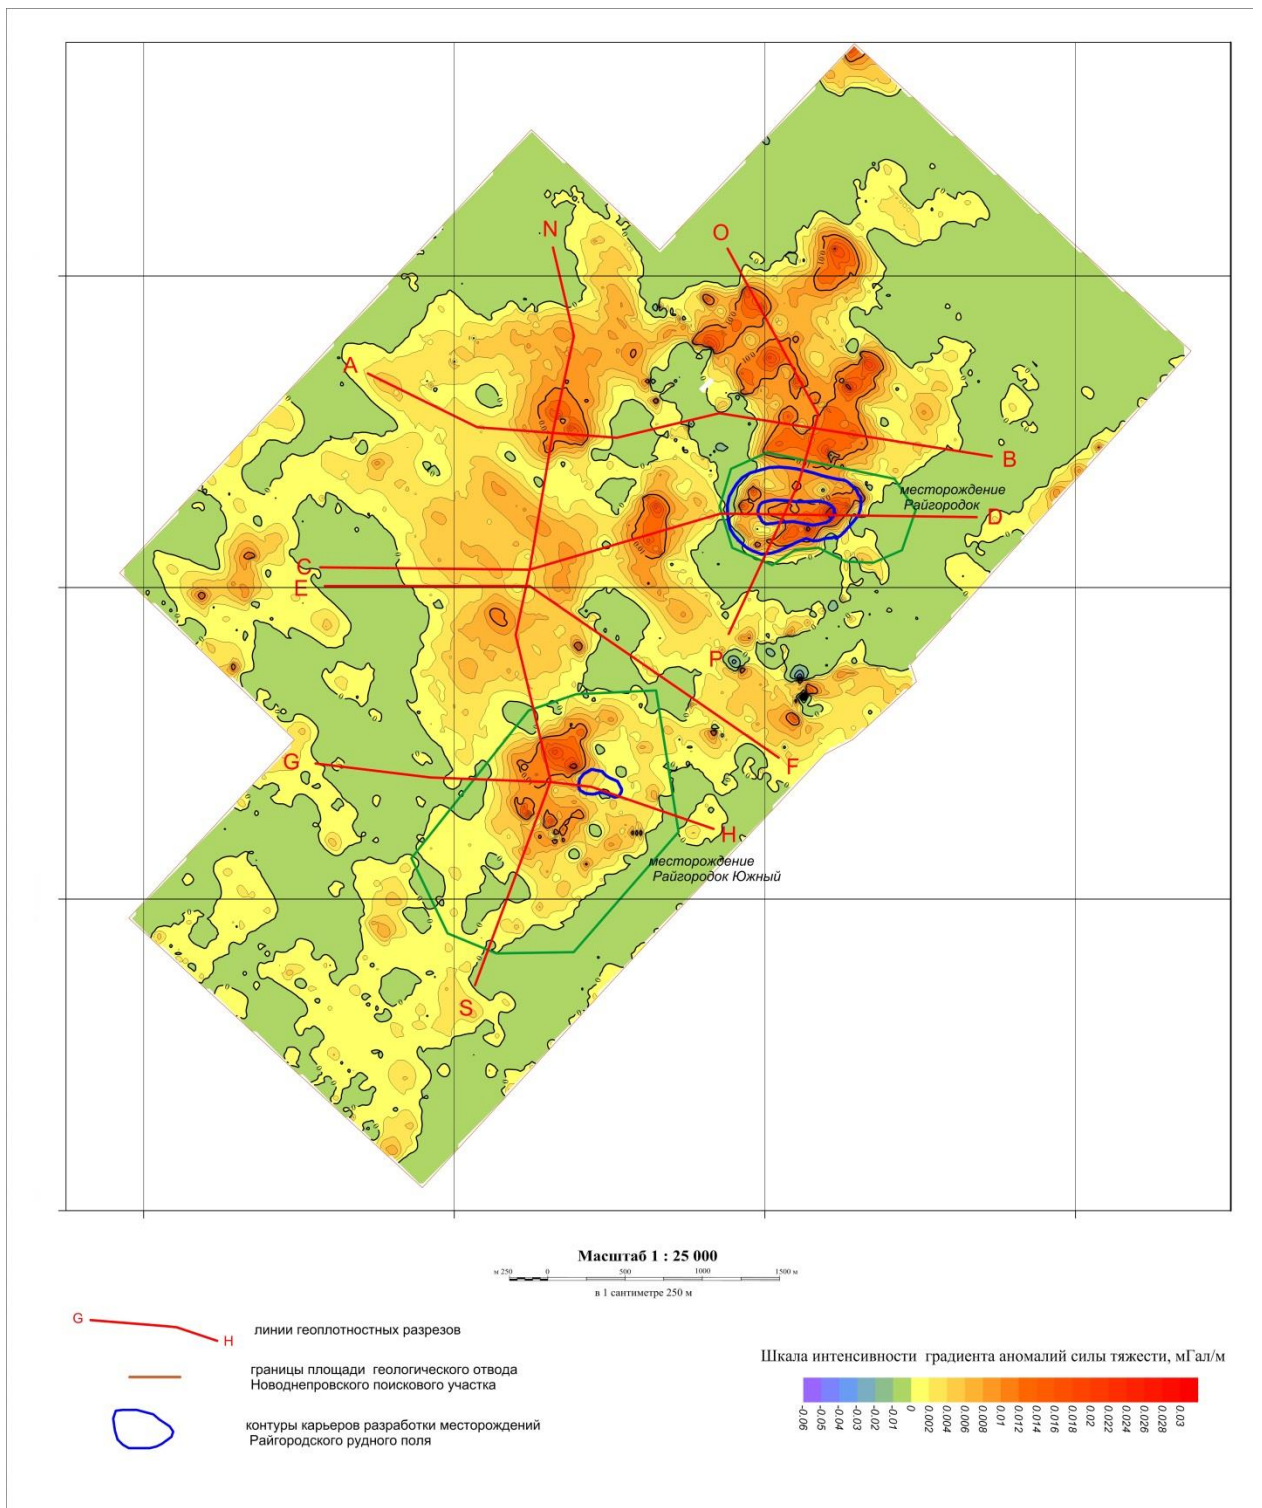 N
O
A
B
месторождение
Райгородок
D
C
E
P
G
F
H
месторождение
Райгородок Южный
S
Масштаб 1 : 25 000
м 250 0 500 1000 1500 м
в 1 сантиметре 250 м
G
H
линии геоплотностных разрезов
границы площади геологического отвода
Новоднепровского поискового участка
контуры карьеров разработки месторождений
Райгородского рудного поля
Шкала интенсивности градиента аномалий силы тяжести, мГал/м
-0.06 -0.05 -0.04 -0.03 -0.02 -0.01 0 0.002 0.004 0.006 0.008 0.01 0.012 0.014 0.016 0.018 0.02 0.022 0.024 0.026 0.028 0.03